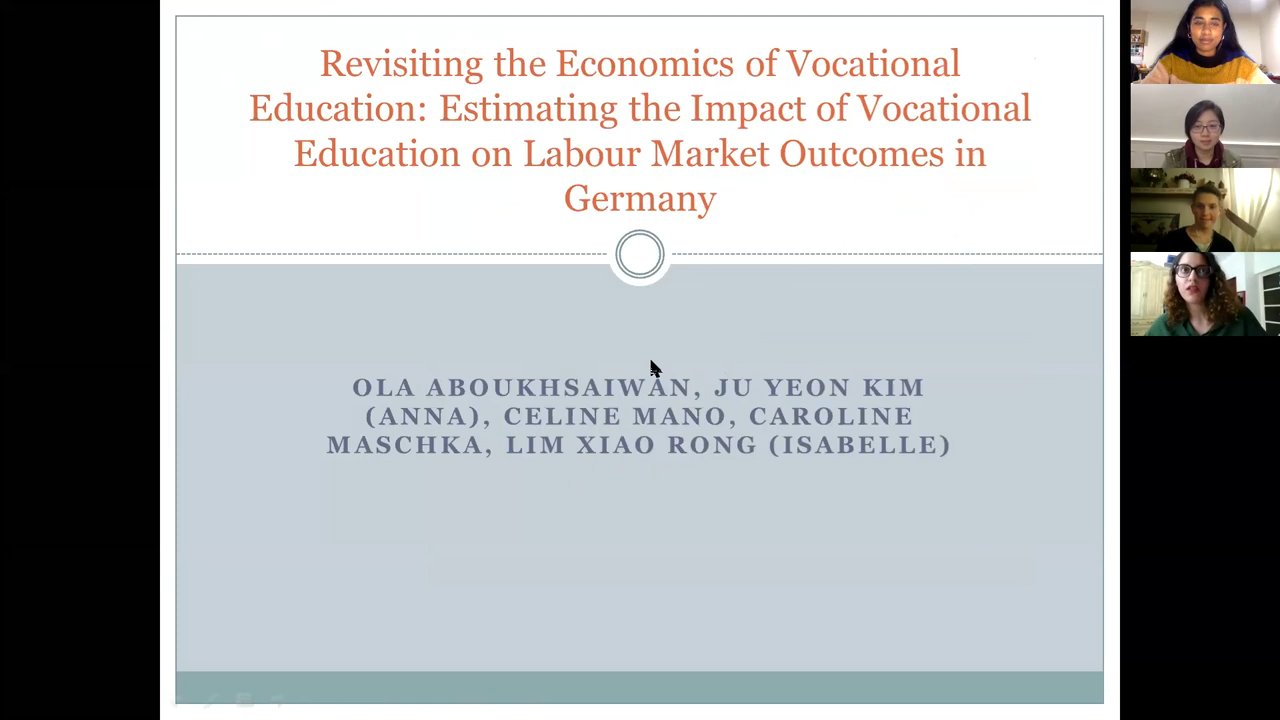 Revisiting the Economics of Vocational
Education: Estimating the Impact of Vocational
Education on Labour Market Outcomes in
Germany
OLA ABOUKHSAIWAN, JU YEON KIM
(ANNA), CELINE MANO, CAROLINE
MASCHKA, LIM XIAO RONG (ISABELLE)